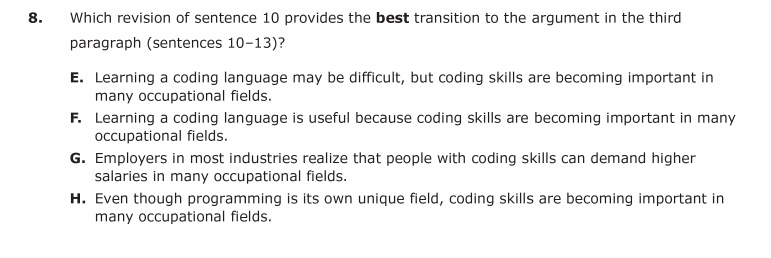 8. Which revision of sentence 10 provides the best transition to the argument in the third
paragraph (sentences 10–13)?
E. Learning a coding language may be difficult, but coding skills are becoming important in
many occupational fields.
F. Learning a coding language is useful because coding skills are becoming important in many
occupational fields.
G. Employers in most industries realize that people with coding skills can demand higher
salaries in many occupational fields.
H. Even though programming is its own unique field, coding skills are becoming important in
many occupational fields.